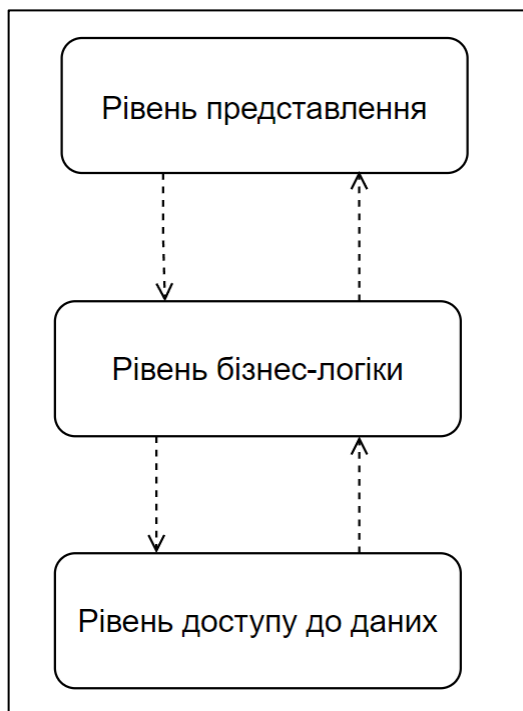 Рівень представлення
Рівень бізнес-логіки
Рівень доступу до даних